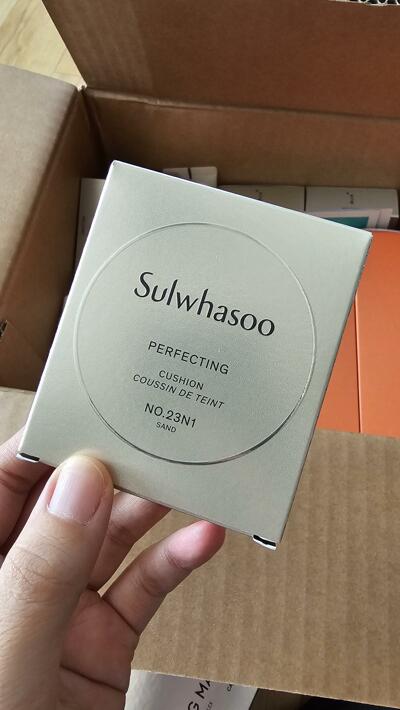 Sulwhasoo
PERFECTING
CUSHION
COUSSIN DE TEINT
NO.23N1
SAND